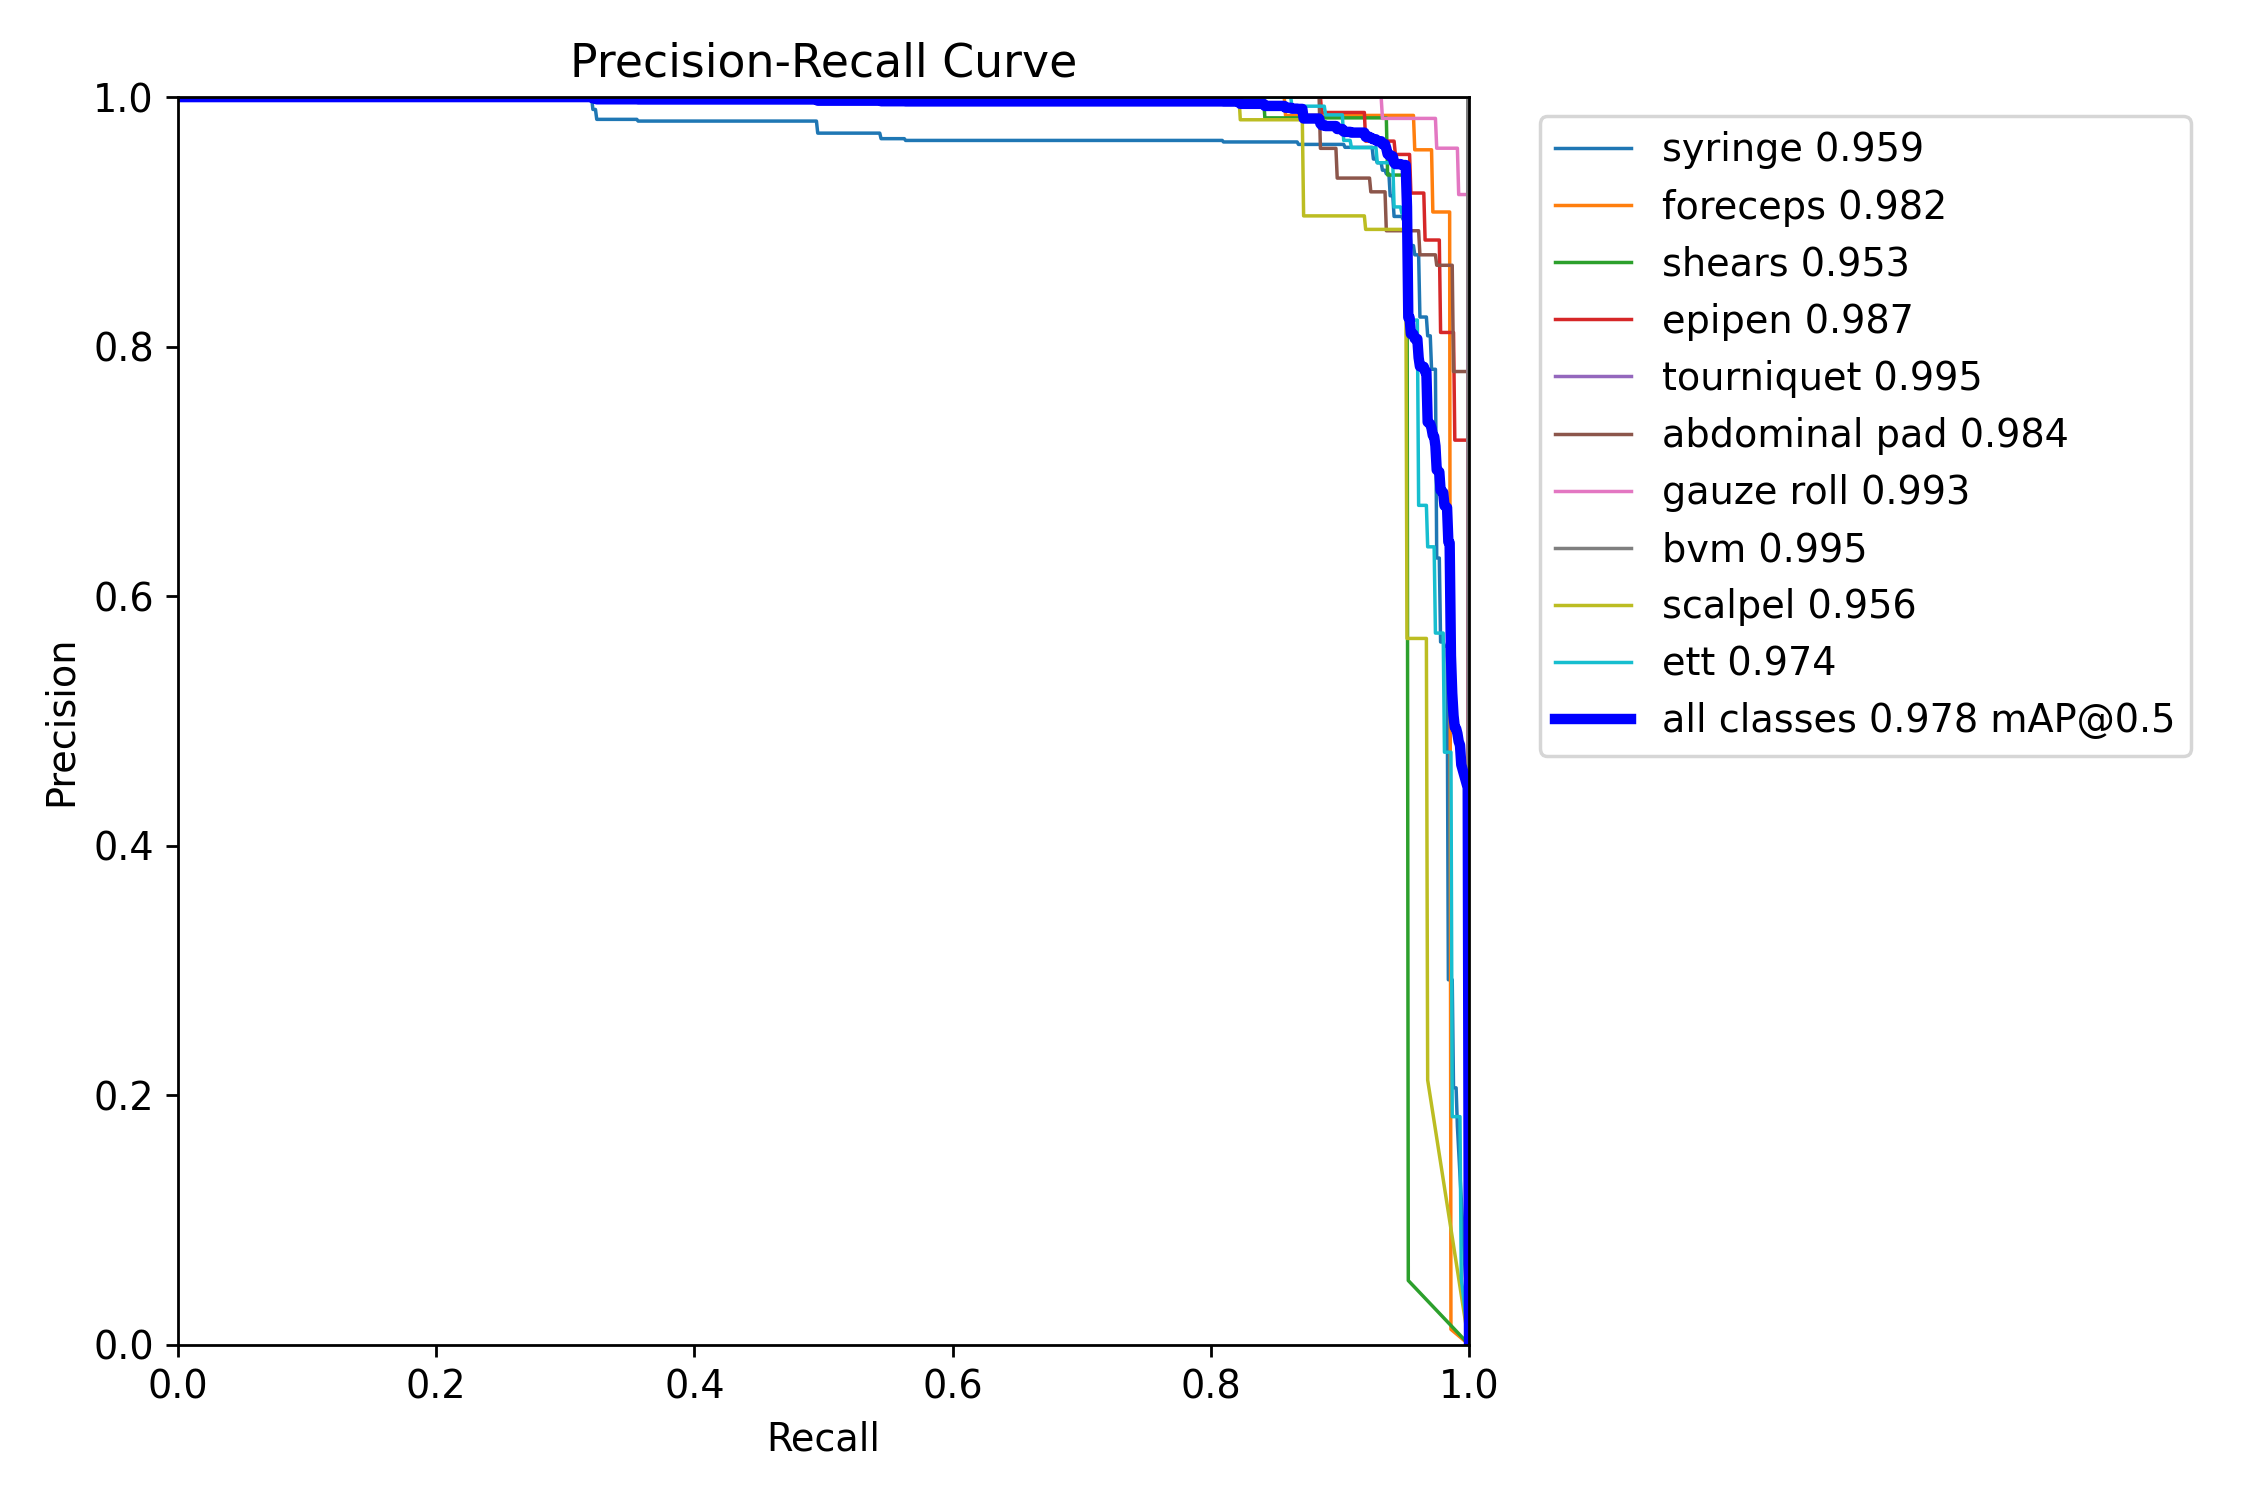 Precision-Recall Curve
1.0
0.8
0.6
0.4
0.2
0.0
Precision
0.0 0.2 0.4 0.6 0.8 1.0
Recall
syringe 0.959
foreceps 0.982
shears 0.953
epipen 0.987
tourniquet 0.995
abdominal pad 0.984
gauze roll 0.993
bvm 0.995
scalpel 0.956
ett 0.974
all classes 0.978 mAP@0.5